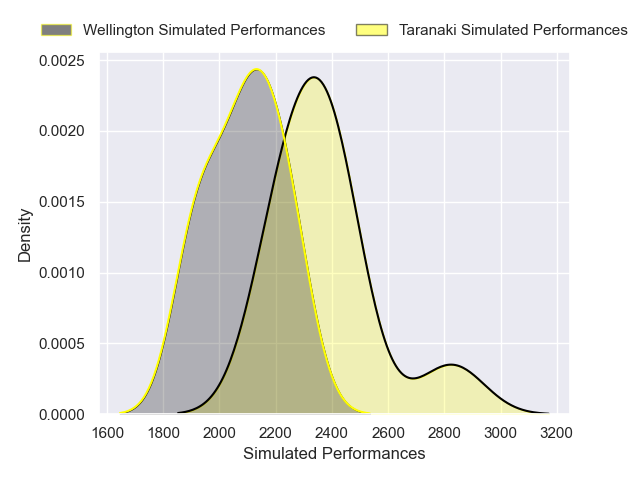 Wellington Simulated Performances Taranaki Simulated Performances
0.0025
0.0020
0.0015
0.0010
0.0005
0.0000
Density
1600 1800 2000 2200 2400 2600 2800 3000 3200
Simulated Performances